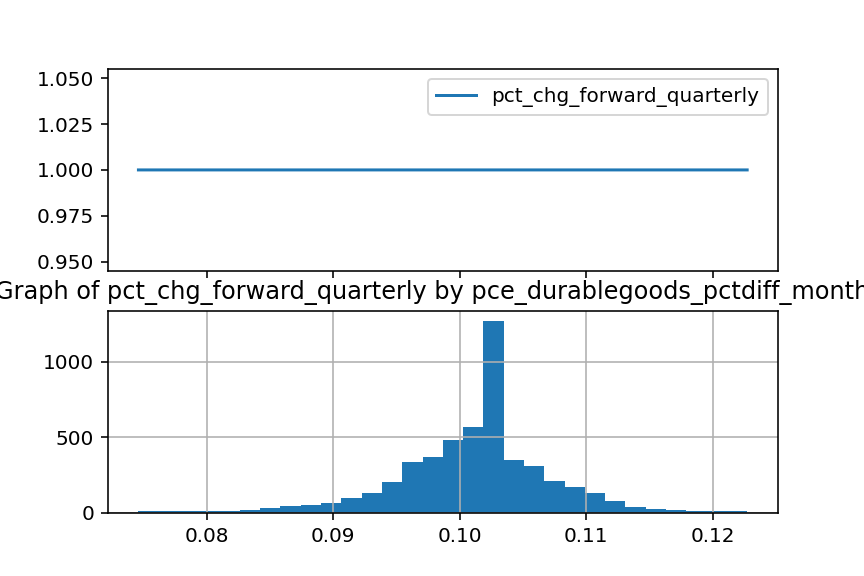 1.050
pct_chg_forward_quarterly
1.025
1.000
0.975
0.950
Graph of pct_chg_forward_quarterly by pce_durablegoods_pctdiff_month
1000
500
0
0.08 0.09 0.10 0.11 0.12